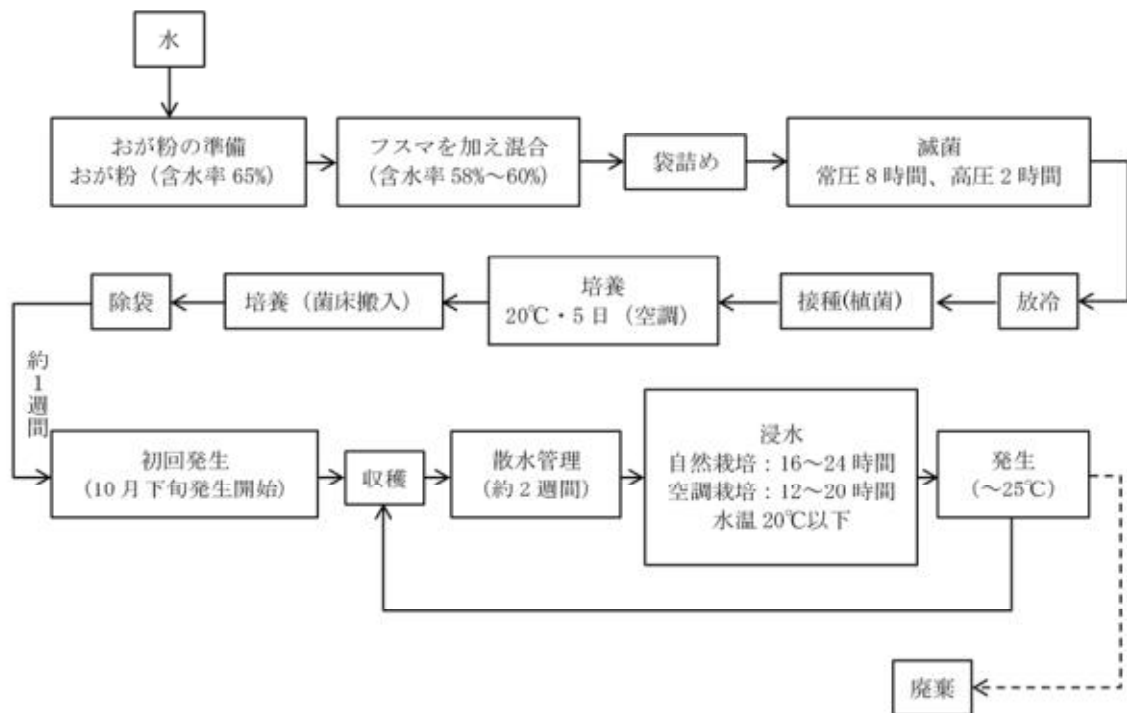 水
おが粉の準備
おが粉（含水率 65%）
フスマを加え混合
(含水率 58%～60%)
袋詰め
滅菌
常圧 8 時間、高圧 2 時間
放冷
接種(植菌)
培養
20℃・5 日（空調）
培養（菌床搬入）
除袋
約1週間
初回発生
(10 月下旬発生開始)
収穫
散水管理
(約 2 週間)
浸水
自然栽培：16～24 時間
空調栽培：12～20 時間
水温 20℃以下
発生
(～25℃)
廃棄